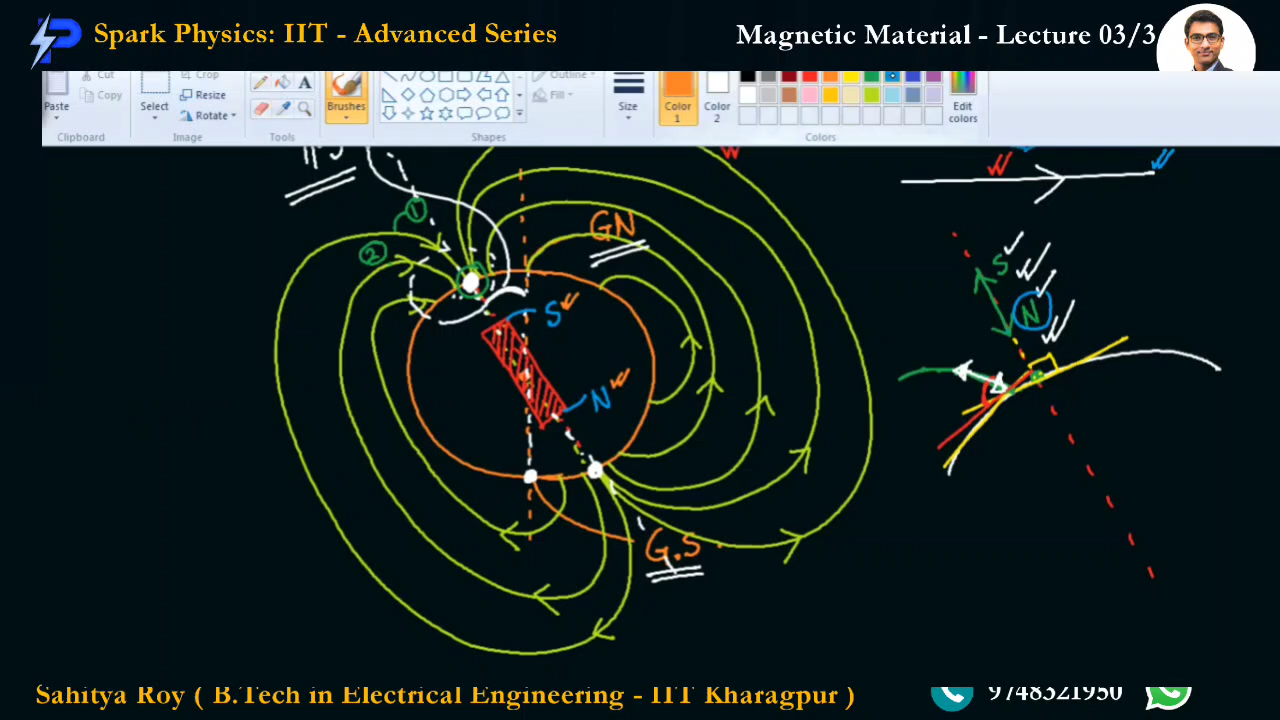 Spark Physics: IIT - Advanced Series
Magnetic Material - Lecture 03/3
Paste
Cut
Copy
Clipboard
Select
Crop
Resize
Rotate
Image
A
Tools
Brushes
Shapes
Outline
Fill
Size
Color 1
Color 2
Colors
Edit colors
①
②
GN
S
N
G.S
S
N
Sahitya Roy ( B.Tech in Electrical Engineering - IIT Kharagpur )
9748321950